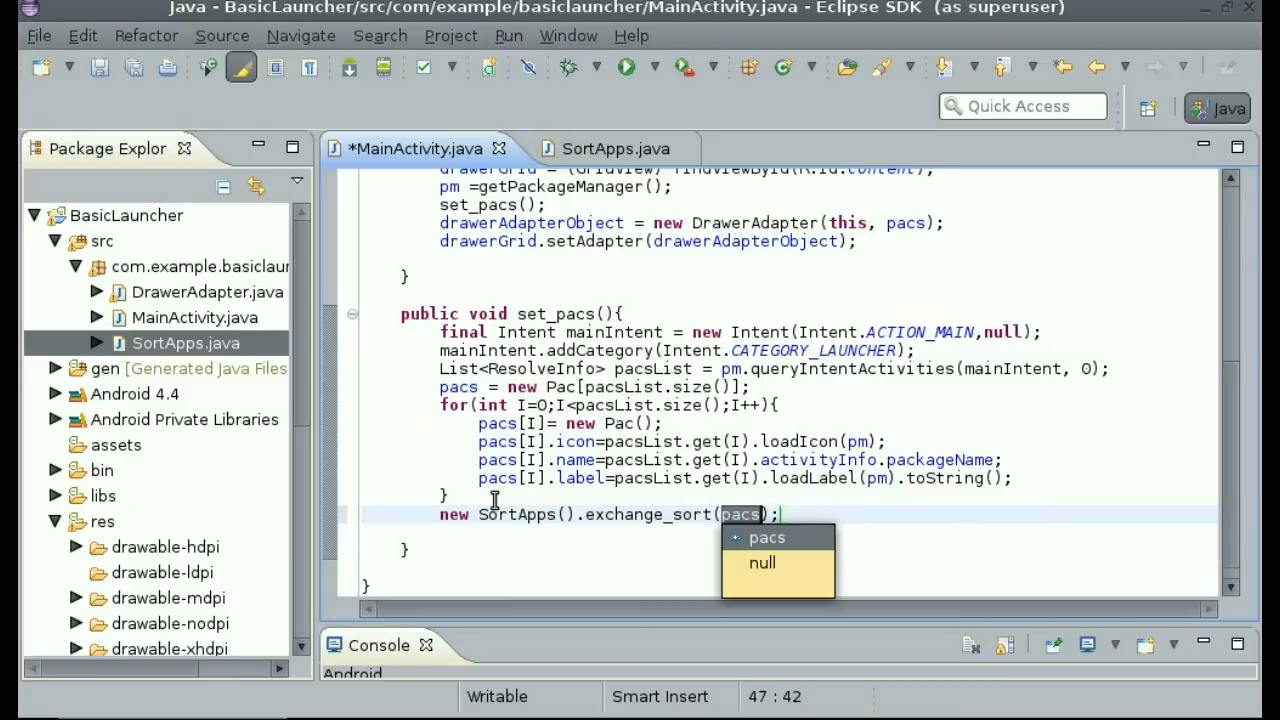 Java - BasicLauncher/src/com/example/basiclauncher/MainActivity.java - Eclipse SDK (as superuser)
File Edit Refactor Source Navigate Search Project Run Window Help
Quick Access
Java
Package Explor
*MainActivity.java
SortApps.java
BasicLauncher
src
com.example.basiclaun
DrawerAdapter.java
MainActivity.java
SortApps.java
gen [Generated Java Files
Android 4.4
Android Private Libraries
assets
bin
libs
res
drawable-hdpi
drawable-ldpi
drawable-mdpi
drawable-nodpi
drawable-xhdpi
drawerGrid = (GridView) findViewById(R.id.content);
pm =getPackageManager();
set_pacs();
drawerAdapterObject = new DrawerAdapter(this, pacs);
drawerGrid.setAdapter(drawerAdapterObject);
}
public void set_pacs(){
final Intent mainIntent = new Intent(Intent.ACTION_MAIN,null);
mainIntent.addCategory(Intent.CATEGORY_LAUNCHER);
List<ResolveInfo> pacsList = pm.queryIntentActivities(mainIntent, 0);
pacs = new Pac[pacsList.size()];
for(int I=0;I<pacsList.size();I++){
pacs[I]= new Pac();
pacs[I].icon=pacsList.get(I).loadIcon(pm);
pacs[I].name=pacsList.get(I).activityInfo.packageName;
pacs[I].label=pacsList.get(I).loadLabel(pm).toString();
}
new SortApps().exchange_sort(pacs);
pacs
null
}
}
Console
Android
Writable
Smart Insert
47 : 42